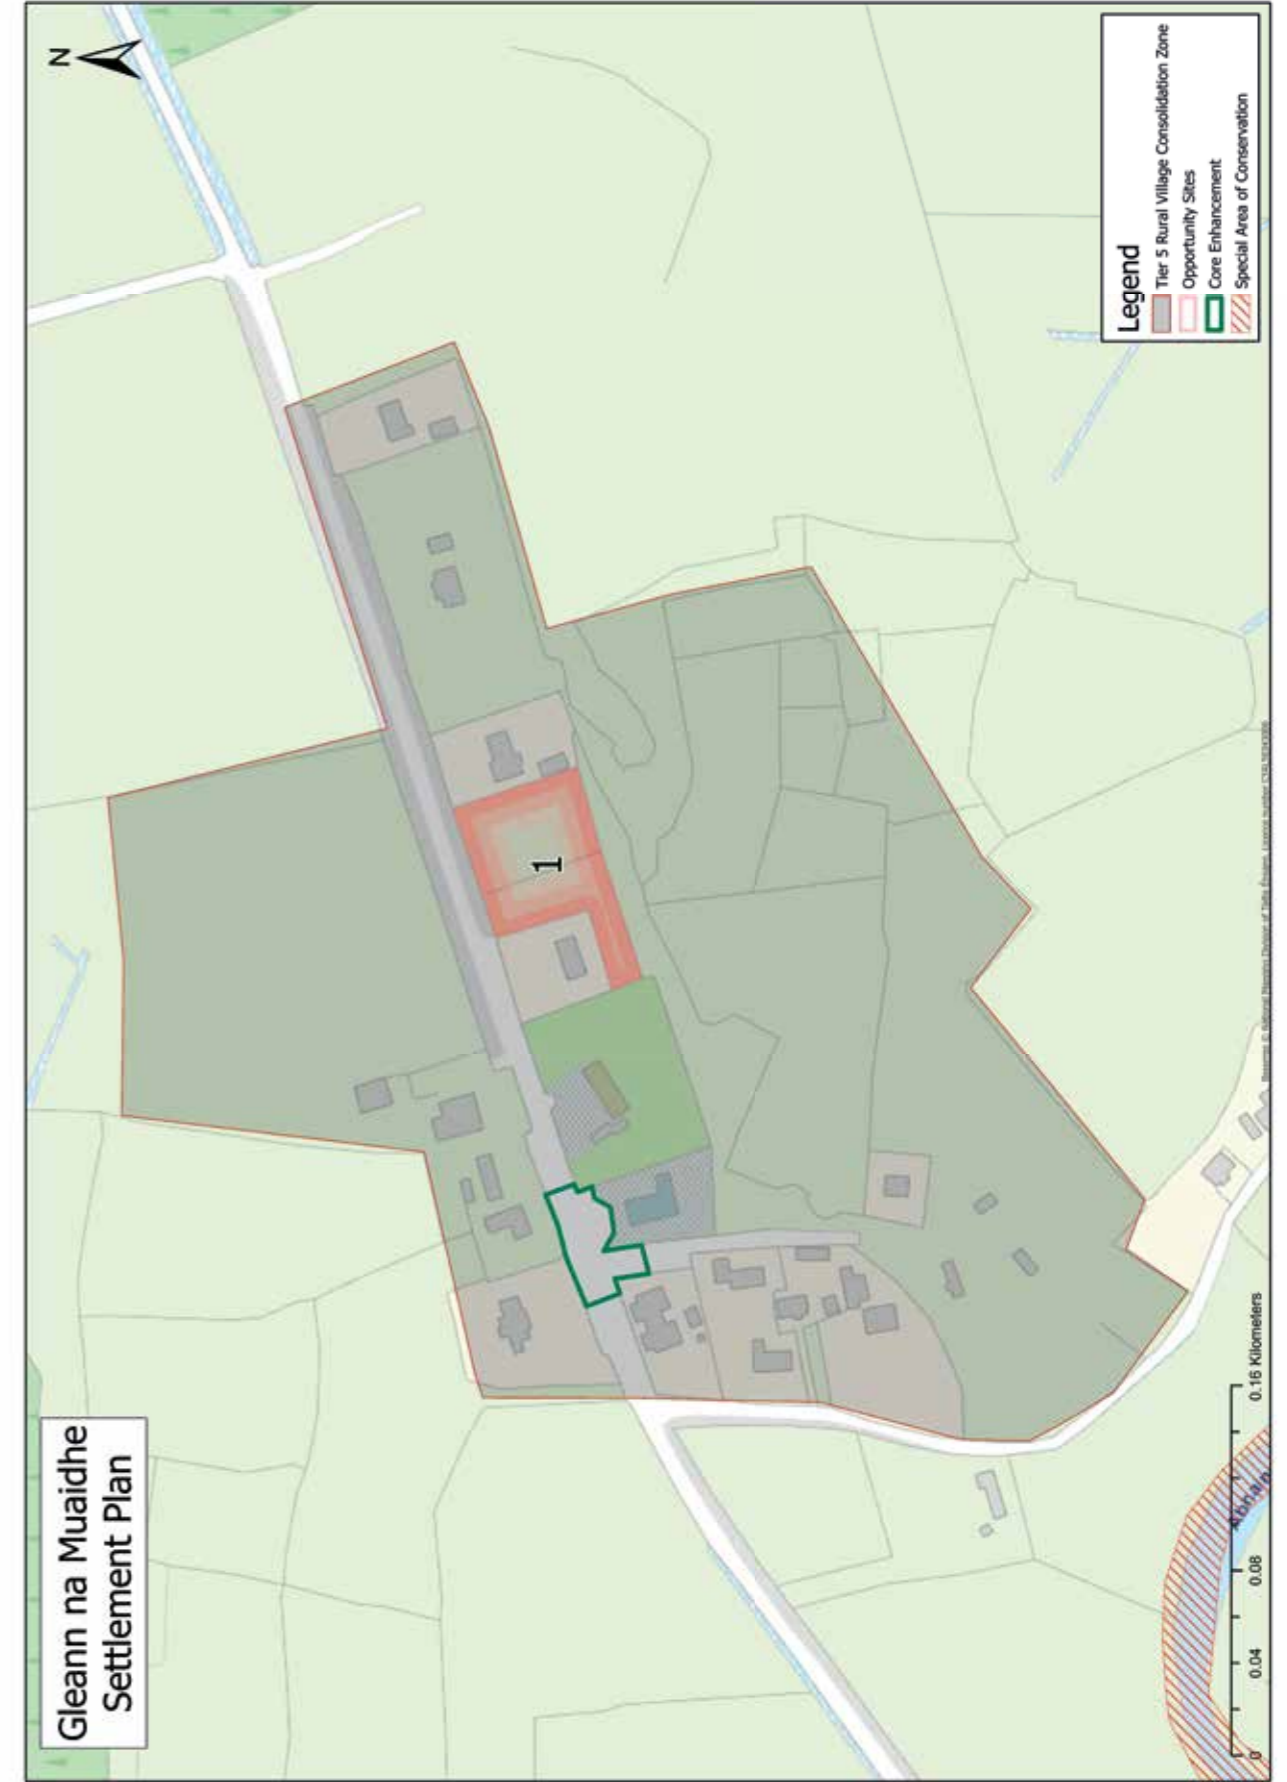 Gleann na Muaidhe
Settlement Plan
N
1
Legend
Tier 5 Rural Village Consolidation Zone
Opportunity Sites
Core Enhancement
Special Area of Conservation
0 0.04 0.08 0.16 Kilometers